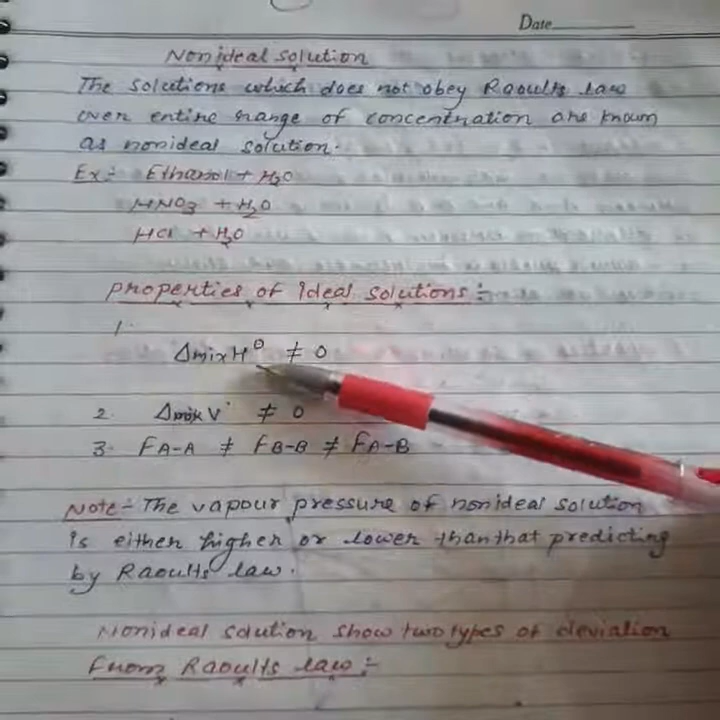 Date
Nonideal solution
The solutions which does not obey Raoults law
over entire range of concentration are known
as nonideal solution.
Ex:- Ethanol + H2O
HNO3 + H2O
HCl + H2O
Properties of Ideal solutions:-
1.
ΔmixH° ≠ 0
2. ΔmixV ≠ 0
3. FA-A ≠ FB-B ≠ FA-B
Note:- The vapour pressure of nonideal solution
is either higher or lower than that predicting
by Raoults law.
Nonideal solution show two types of deviation
From Raoults law:-